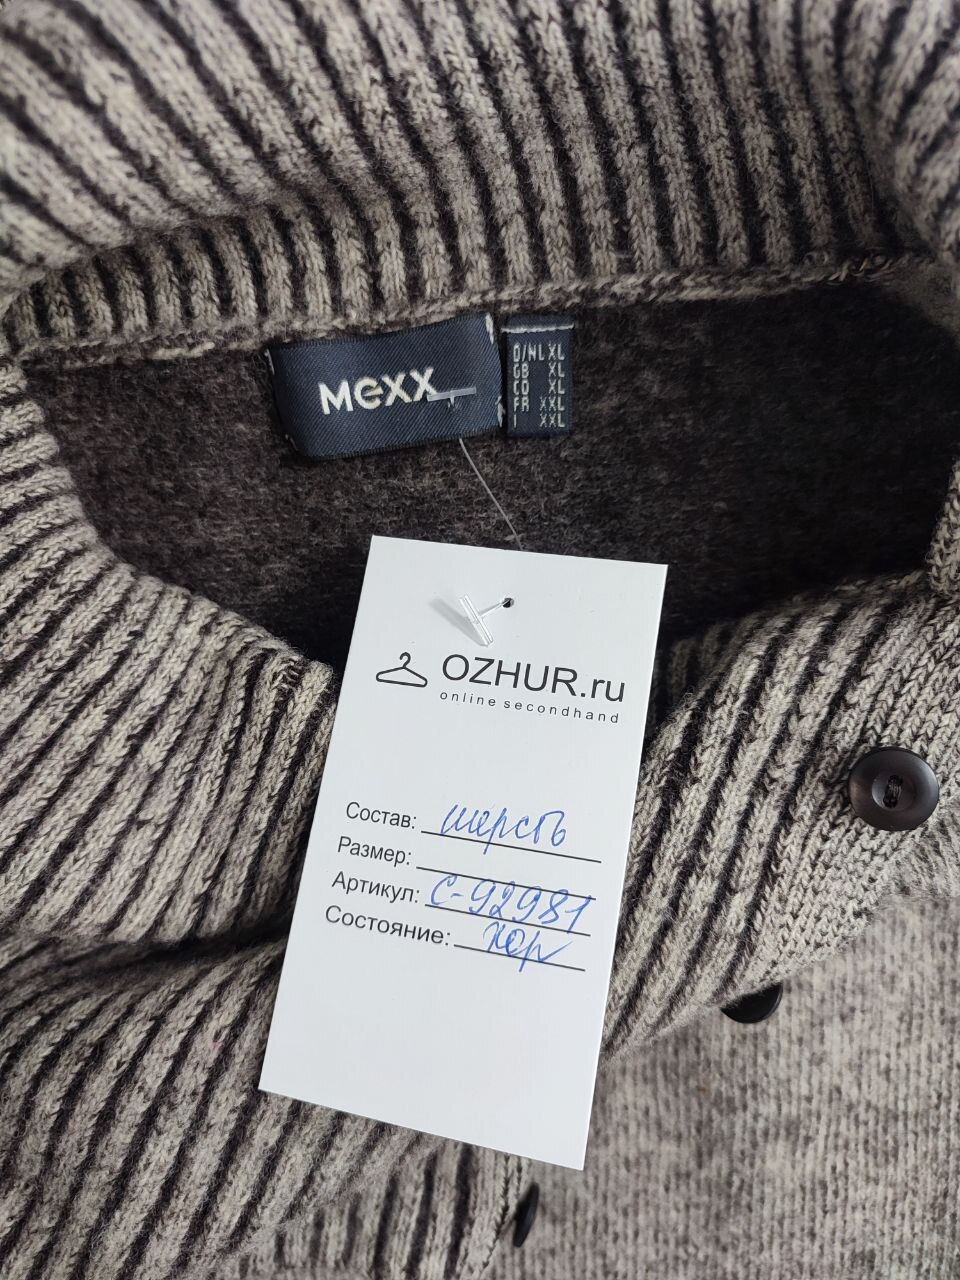 Mexx
D/NL XL
GB XL
CO XL
FR XXL
I XXL
OZHUR.ru
online secondhand
Состав: шерсть
Размер:
Артикул: С-92981
Состояние: хор